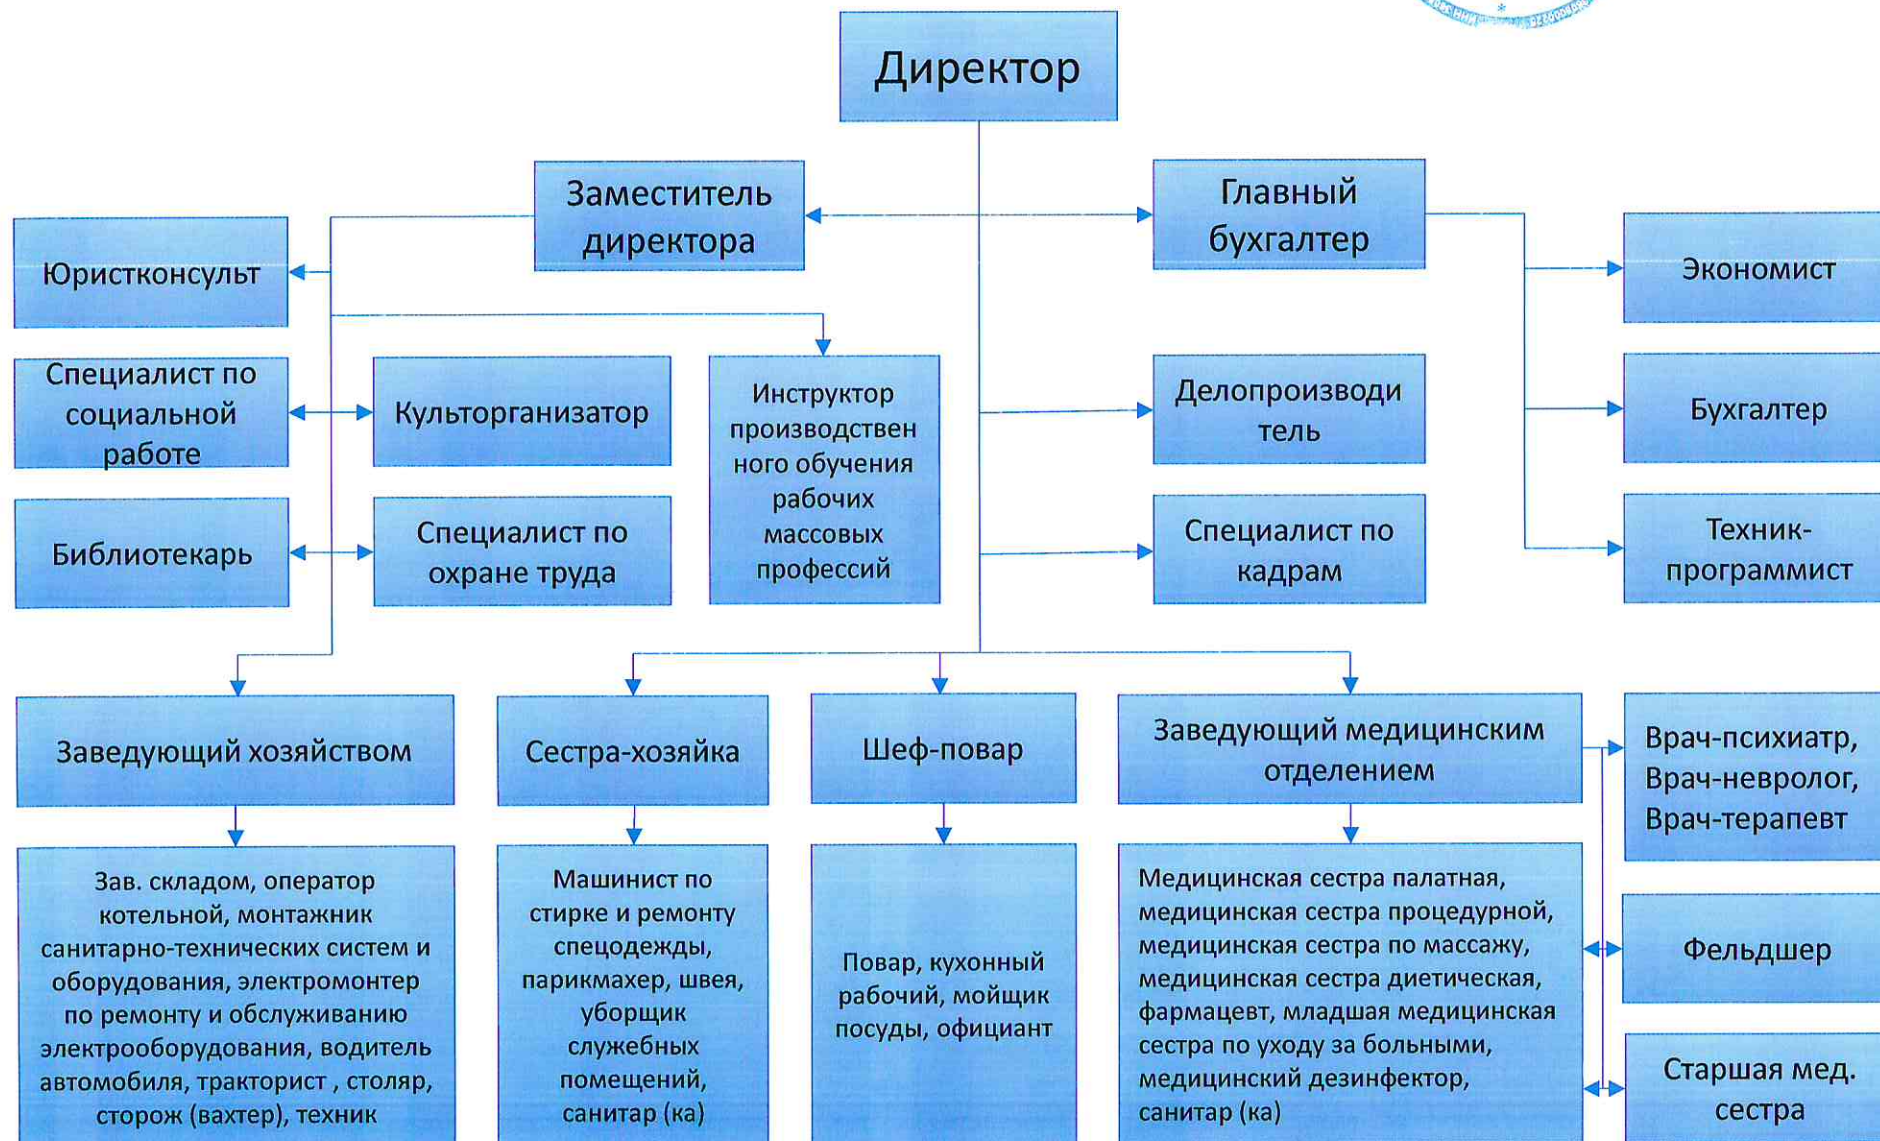 Директор
Заместитель
директора
Главный
бухгалтер
Юристконсульт
Экономист
Специалист по
социальной
работе
Культорганизатор
Инструктор
производствен
ного обучения
рабочих
массовых
профессий
Делопроизводи
тель
Бухгалтер
Библиотекарь
Специалист по
охране труда
Специалист по
кадрам
Техник-
программист
Заведующий хозяйством
Сестра-хозяйка
Шеф-повар
Заведующий медицинским
отделением
Врач-психиатр,
Врач-невролог,
Врач-терапевт
Зав. складом, оператор
котельной, монтажник
санитарно-технических систем и
оборудования, электромонтер
по ремонту и обслуживанию
электрооборудования, водитель
автомобиля, тракторист , столяр,
сторож (вахтер), техник
Машинист по
стирке и ремонту
спецодежды,
парикмахер, швея,
уборщик
служебных
помещений,
санитар (ка)
Повар, кухонный
рабочий, мойщик
посуды, официант
Медицинская сестра палатная,
медицинская сестра процедурной,
медицинская сестра по массажу,
медицинская сестра диетическая,
фармацевт, младшая медицинская
сестра по уходу за больными,
медицинский дезинфектор,
санитар (ка)
Фельдшер
Старшая мед.
сестра